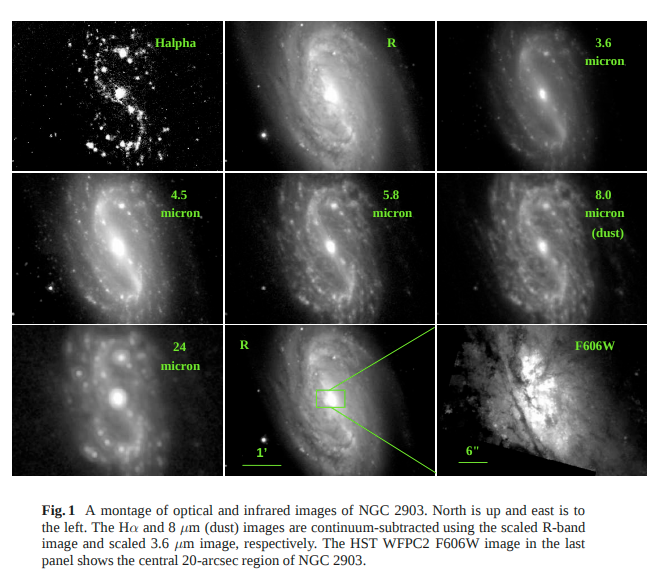 Halpha
R
3.6
micron
4.5
micron
5.8
micron
8.0
micron
(dust)
24
micron
R
1'
F606W
6"
Fig. 1 A montage of optical and infrared images of NGC 2903. North is up and east is to
the left. The Hα and 8 μm (dust) images are continuum-subtracted using the scaled R-band
image and scaled 3.6 μm image, respectively. The HST WFPC2 F606W image in the last
panel shows the central 20-arcsec region of NGC 2903.